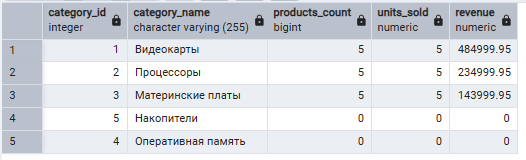 category_id category_name products_count units_sold revenue
integer character varying (255) bigint numeric numeric
1 1 Видеокарты 5 5 484999.95
2 2 Процессоры 5 5 234999.95
3 3 Материнские платы 5 5 143999.95
4 5 Накопители 0 0 0
5 4 Оперативная память 0 0 0